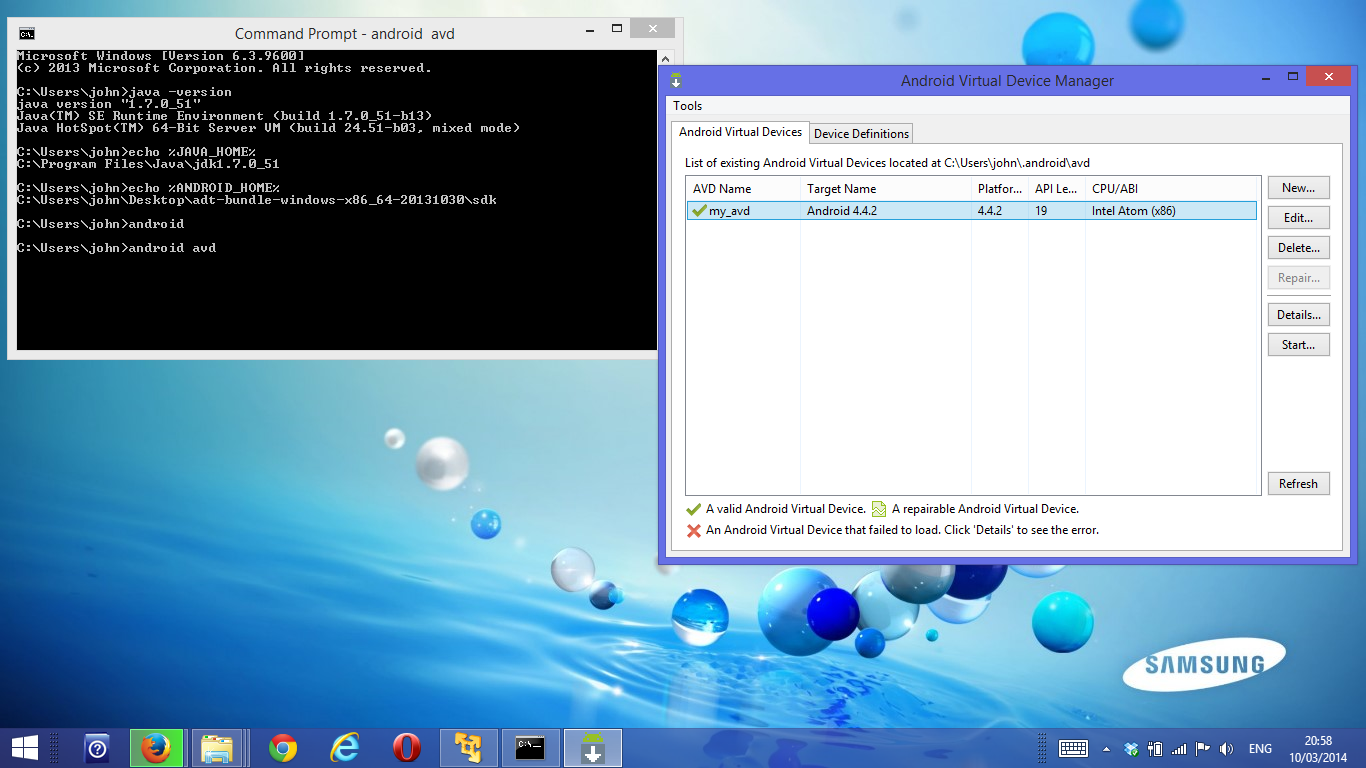 Command Prompt - android  avd
Microsoft Windows [Version 6.3.9600]
(c) 2013 Microsoft Corporation. All rights reserved.
C:\Users\john>java -version
java version "1.7.0_51"
Java(TM) SE Runtime Environment (build 1.7.0_51-b13)
Java HotSpot(TM) 64-Bit Server VM (build 24.51-b03, mixed mode)
C:\Users\john>echo %JAVA_HOME%
C:\Program Files\Java\jdk1.7.0_51
C:\Users\john>echo %ANDROID_HOME%
C:\Users\john\Desktop\adt-bundle-windows-x86_64-20131030\sdk
C:\Users\john>android
C:\Users\john>android avd
Android Virtual Device Manager
Tools
Android Virtual Devices
Device Definitions
List of existing Android Virtual Devices located at C:\Users\john\.android\avd
AVD Name Target Name Platfor... API Le... CPU/ABI
my_avd Android 4.4.2 4.4.2 19 Intel Atom (x86)
New...
Edit...
Delete...
Repair...
Details...
Start...
Refresh
A valid Android Virtual Device. A repairable Android Virtual Device.
An Android Virtual Device that failed to load. Click 'Details' to see the error.
SAMSUNG
ENG
20:58
10/03/2014